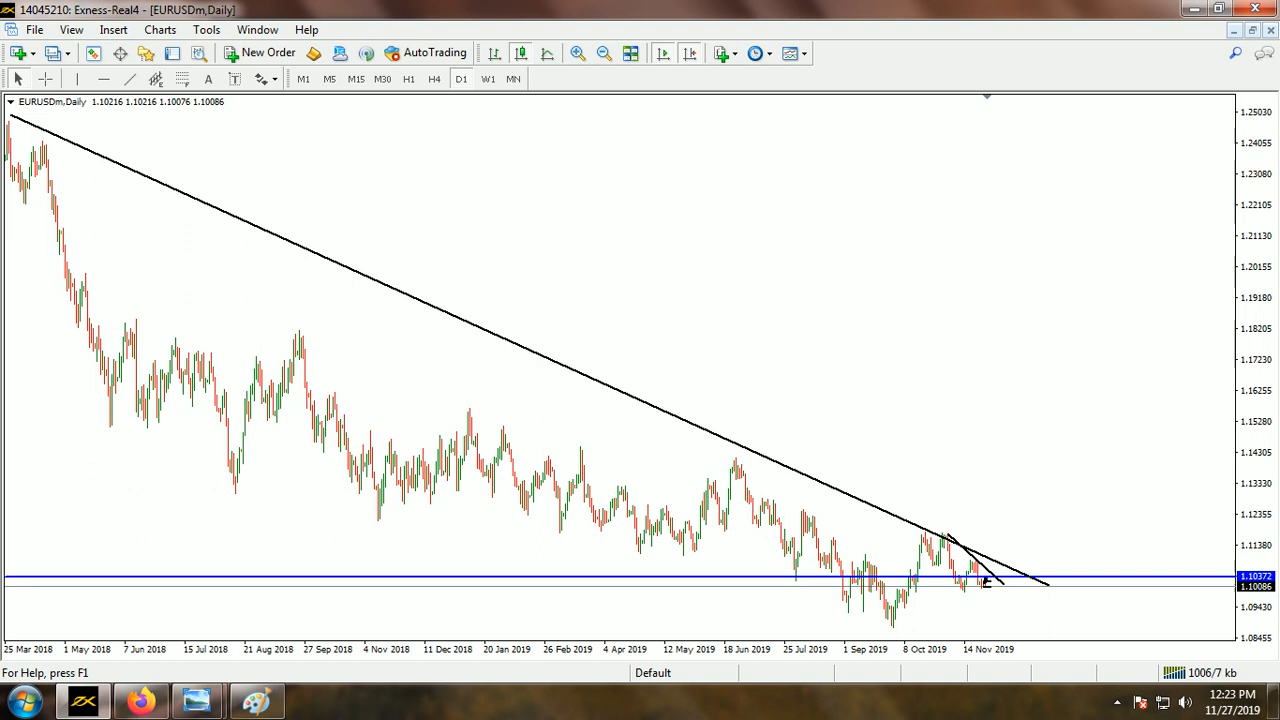 14045210: Exness-Real4 - [EURUSDm,Daily]
File View Insert Charts Tools Window Help
New Order AutoTrading
A T M1 M5 M15 M30 H1 H4 D1 W1 MN
EURUSDm,Daily 1.10216 1.10216 1.10076 1.10086
1.25030
1.24055
1.23080
1.22105
1.21130
1.20155
1.19180
1.18205
1.17230
1.16255
1.15280
1.14305
1.13330
1.12355
1.11380
1.10372
1.10086
1.09430
1.08455
25 Mar 2018 1 May 2018 7 Jun 2018 15 Jul 2018 21 Aug 2018 27 Sep 2018 4 Nov 2018 11 Dec 2018 20 Jan 2019 26 Feb 2019 4 Apr 2019 12 May 2019 18 Jun 2019 25 Jul 2019 1 Sep 2019 8 Oct 2019 14 Nov 2019
For Help, press F1 Default 1006/7 kb
12:23 PM
11/27/2019